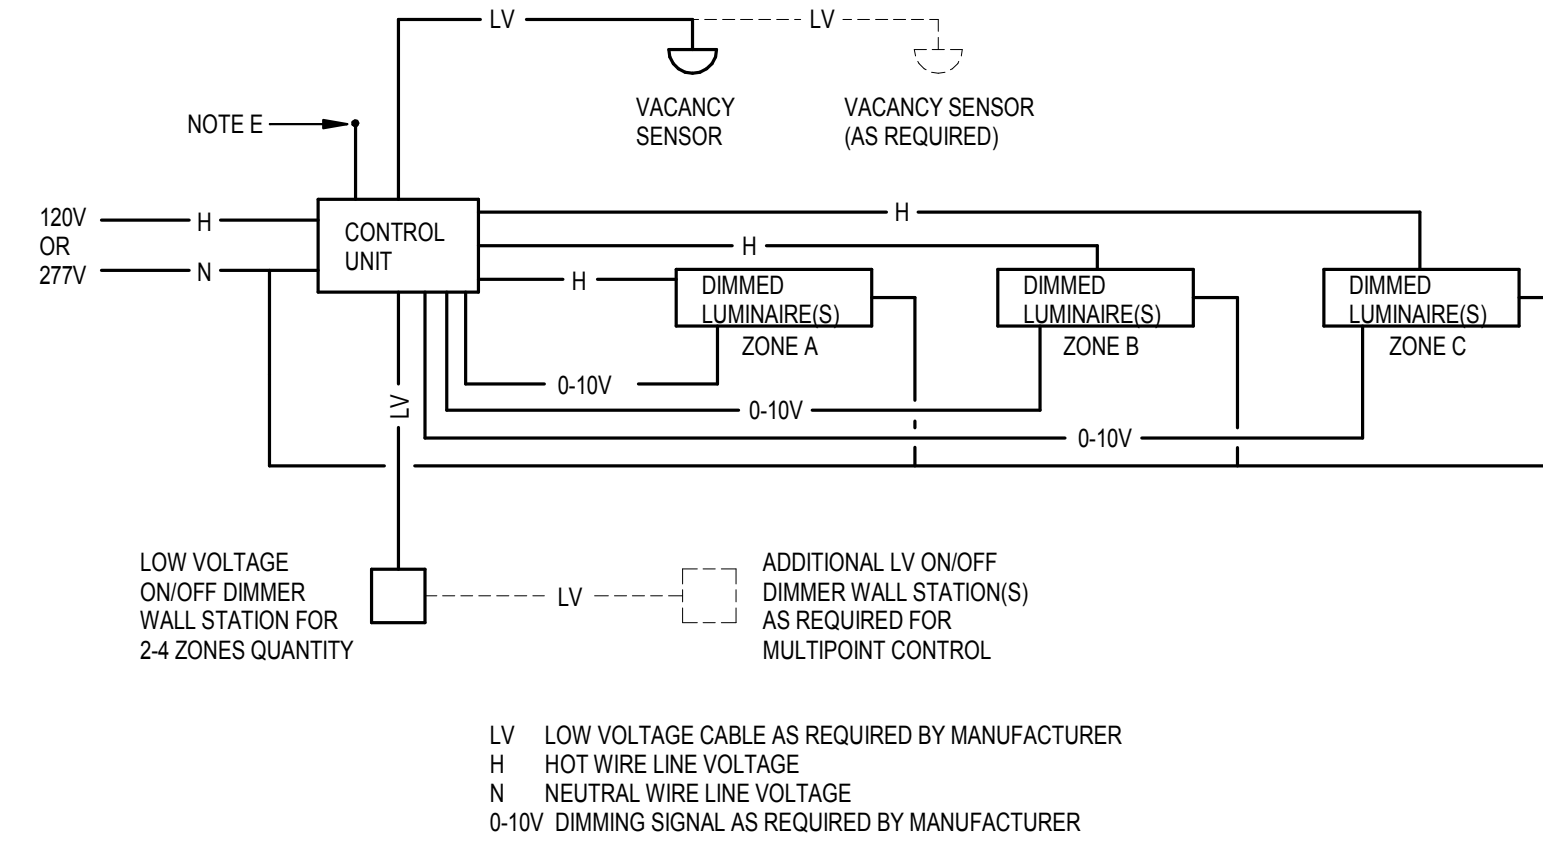 LV
LV
VACANCY
SENSOR
VACANCY SENSOR
(AS REQUIRED)
NOTE E
120V
OR
277V
H
N
CONTROL
UNIT
H
H
H
DIMMED
LUMINAIRE(S)
ZONE A
DIMMED
LUMINAIRE(S)
ZONE B
DIMMED
LUMINAIRE(S)
ZONE C
0-10V
0-10V
0-10V
LV
LOW VOLTAGE
ON/OFF DIMMER
WALL STATION FOR
2-4 ZONES QUANTITY
LV
ADDITIONAL LV ON/OFF
DIMMER WALL STATION(S)
AS REQUIRED FOR
MULTIPOINT CONTROL
LV LOW VOLTAGE CABLE AS REQUIRED BY MANUFACTURER
H HOT WIRE LINE VOLTAGE
N NEUTRAL WIRE LINE VOLTAGE
0-10V DIMMING SIGNAL AS REQUIRED BY MANUFACTURER